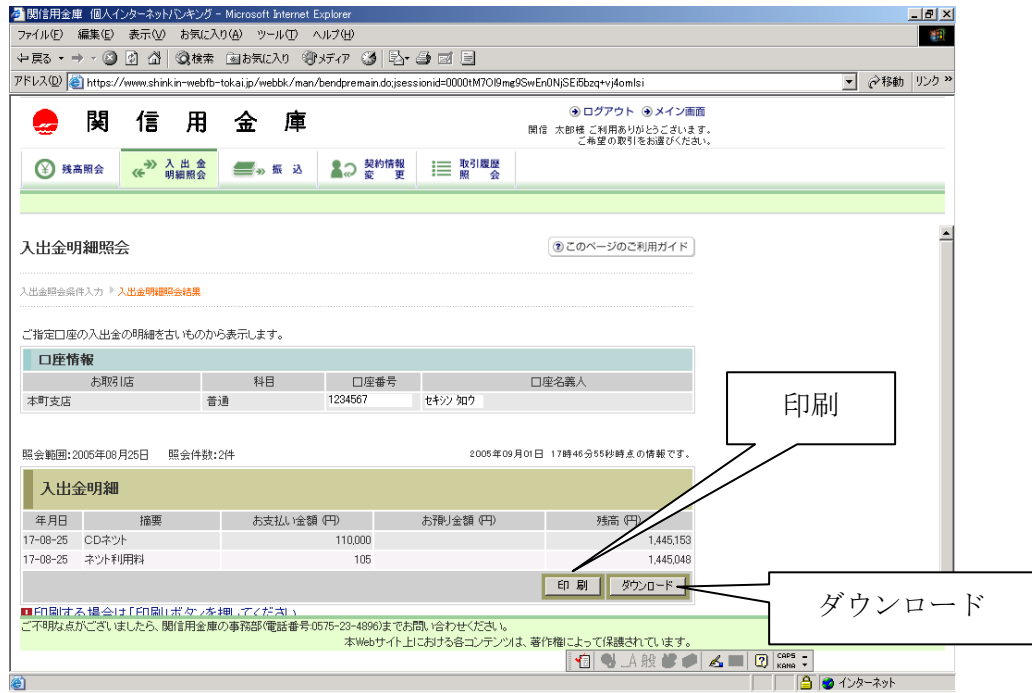 関信用金庫 個人インターネットバンキング - Microsoft Internet Explorer
ファイル(F) 編集(E) 表示(V) お気に入り(A) ツール(T) ヘルプ(H)
戻る 検索 お気に入り メディア
アドレス(D) https://www.shinkin-webfb-tokai.jp/webbk/man/bendpremain.do;jsessionid=0000tM7OI9mg9SwEn0NjSEi5bzq+vj4omlsi 移動 リンク »
関 信 用 金 庫
ログアウト メイン画面
関信 太郎様 ご利用ありがとうございます。
ご希望の取引をお選びください。
残高照会
入 出 金
明細照会
振 込
契約情報
変 更
取引履歴
照 会
入出金明細照会
このページのご利用ガイド
入出金照会条件入力 入出金明細照会結果
ご指定口座の入出金の明細を古いものから表示します。
口座情報
お取引店 科目 口座番号 口座名義人
本町支店 普通 1234567 セキシン タロウ
印刷
照会範囲:2005年08月25日 照会件数:2件
2005年09月01日 17時46分55秒時点の情報です。
入出金明細
年月日 摘要 お支払い金額(円) お預り金額(円) 残高(円)
17-08-25 CDネット 110,000 1,445,153
17-08-25 ネット利用料 105 1,445,048
印 刷 ダウンロード
ダウンロード
印刷する場合は「印刷」ボタンを押してください
ご不明な点がございましたら、関信用金庫の事務部(電話番号:0575-23-4896)までお問い合わせください。
本Webサイト上における各コンテンツは、著作権によって保護されています。
A 般 CAPS
KANA
インターネット